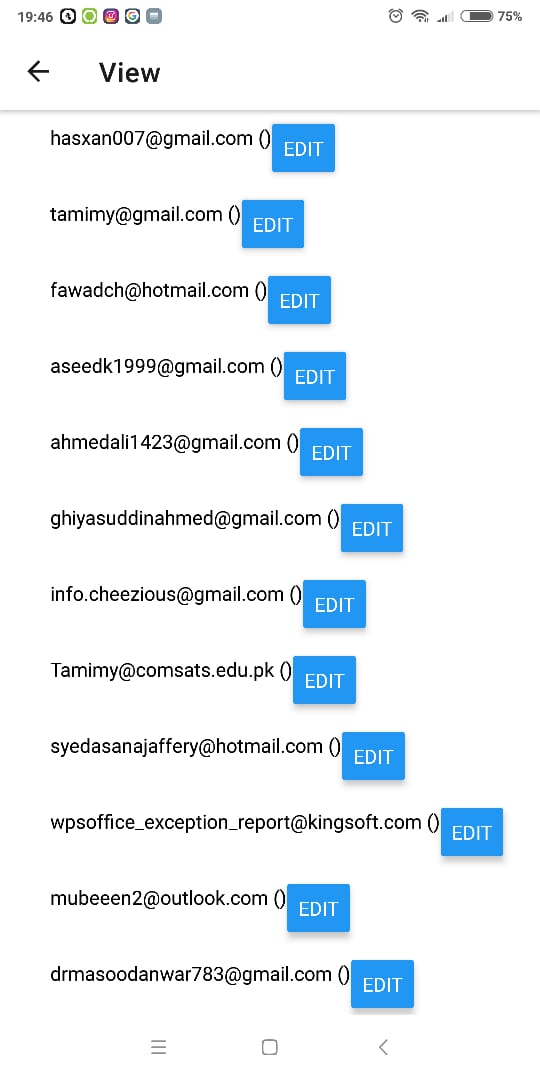 19:46 75%
View
hasxan007@gmail.com () EDIT
tamimy@gmail.com () EDIT
fawadch@hotmail.com () EDIT
aseedk1999@gmail.com () EDIT
ahmedali1423@gmail.com () EDIT
ghiyasuddinahmed@gmail.com () EDIT
info.cheezious@gmail.com () EDIT
Tamimy@comsats.edu.pk () EDIT
syedasanajaffery@hotmail.com () EDIT
wpsoffice_exception_report@kingsoft.com () EDIT
mubeeen2@outlook.com () EDIT
drmasoodanwar783@gmail.com () EDIT